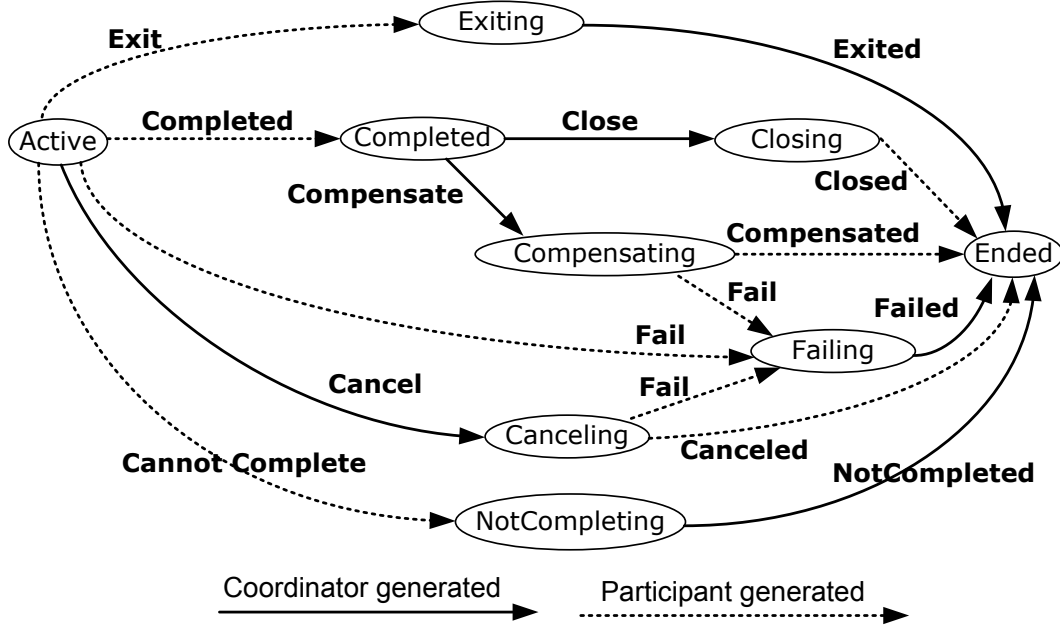 Exiting
Exit
Exited
Active
Completed
Completed
Close
Closing
Compensate
Closed
Compensating
Compensated
Ended
Fail
Failed
Fail
Failing
Cancel
Fail
Canceling
Canceled
Cannot Complete
NotCompleted
NotCompleting
Coordinator generated
Participant generated